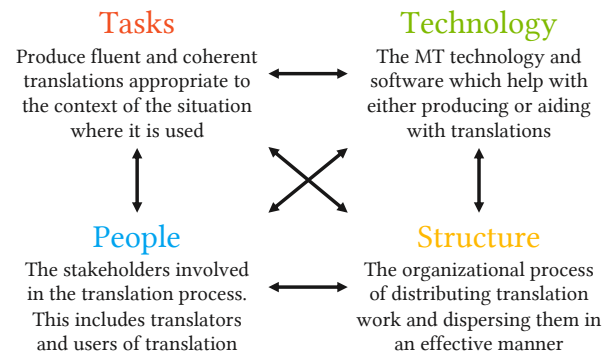 Tasks
Produce fluent and coherent
translations appropriate to
the context of the situation
where it is used
Technology
The MT technology and
software which help with
either producing or aiding
with translations
People
The stakeholders involved
in the translation process.
This includes translators
and users of translation
Structure
The organizational process
of distributing translation
work and dispersing them in
an effective manner